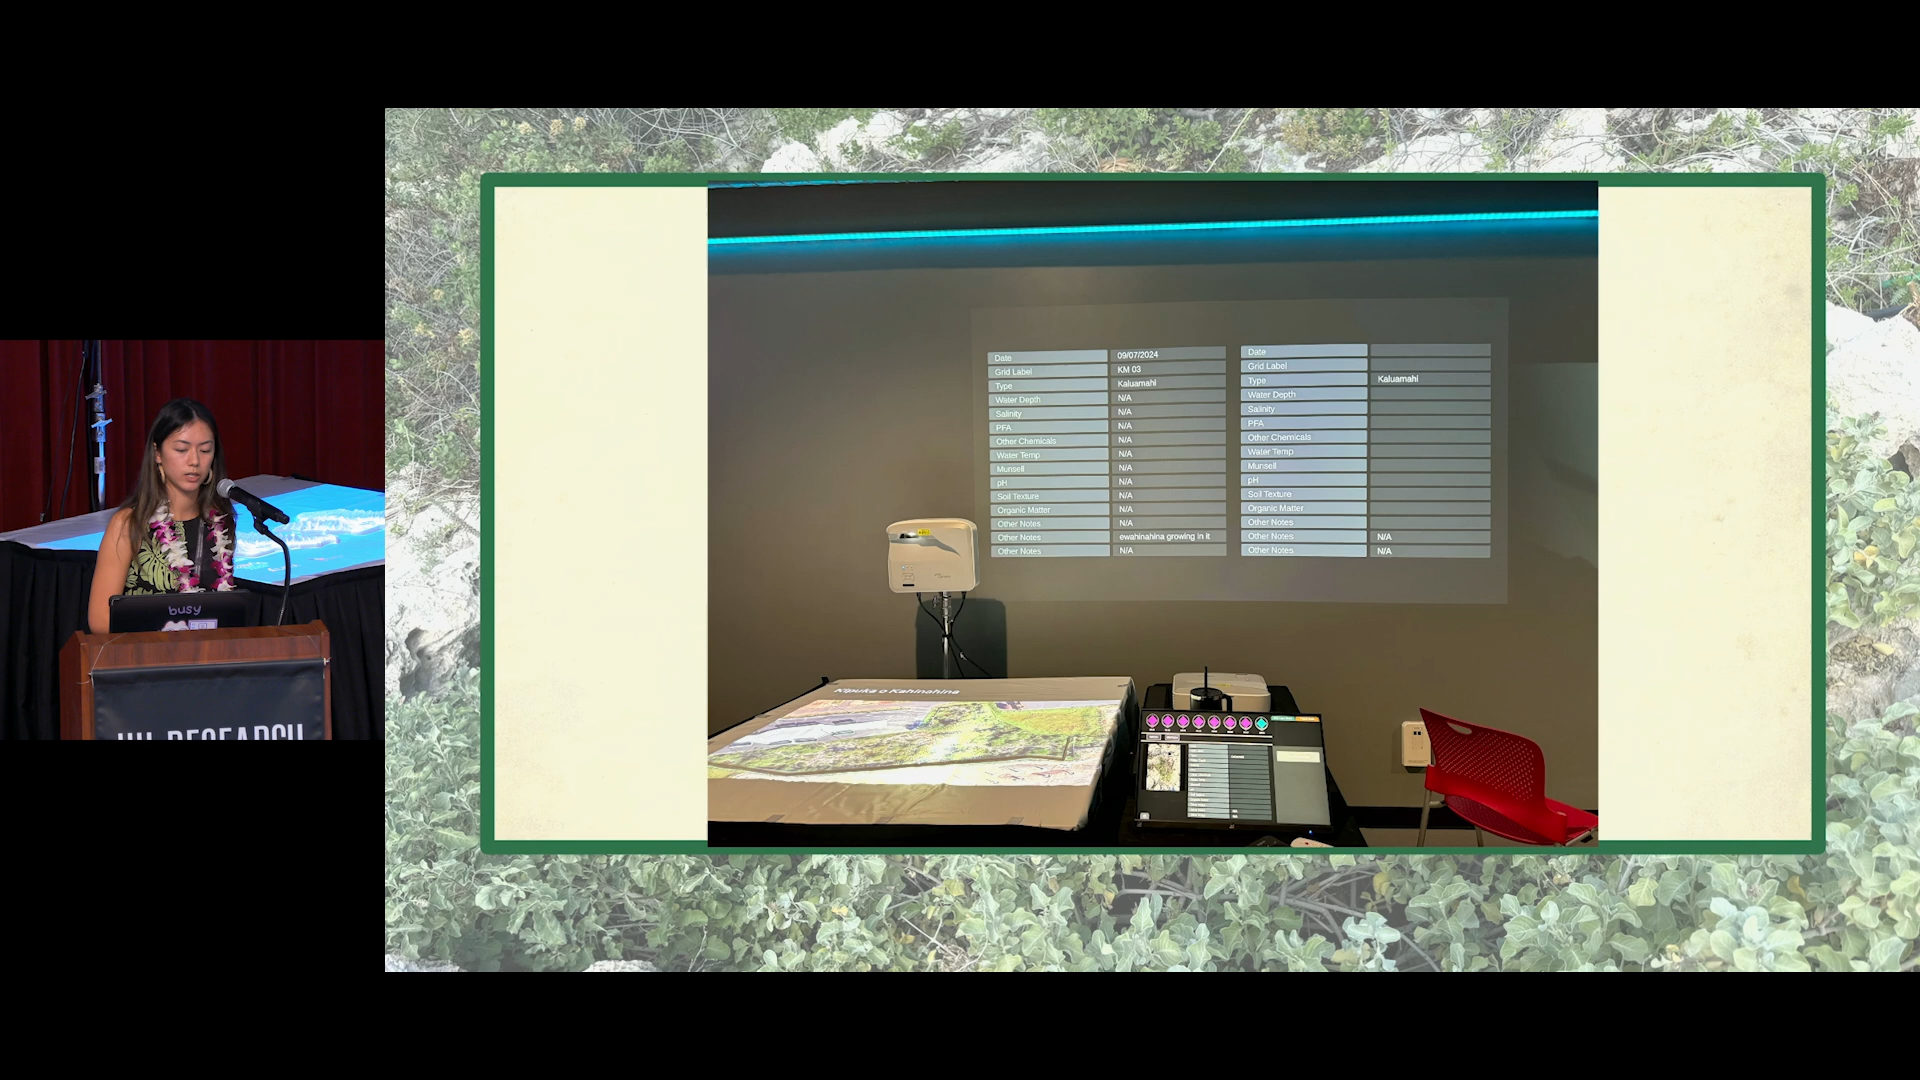 Date 09/07/2024
Grid Label KM 03
Type Kaluamahi
Water Depth N/A
Salinity N/A
PFA N/A
Other Chemicals N/A
Water Temp N/A
Munsell N/A
pH N/A
Soil Texture N/A
Organic Matter N/A
Other Notes N/A
Other Notes ewahinahina growing in it
Other Notes N/A
Date
Grid Label
Type Kaluamahi
Water Depth
Salinity
PFA
Other Chemicals
Water Temp
Munsell
pH
Soil Texture
Organic Matter
Other Notes
Other Notes N/A
Other Notes N/A
Kīpuka o Kahinahina
busy
UH RESEARCH